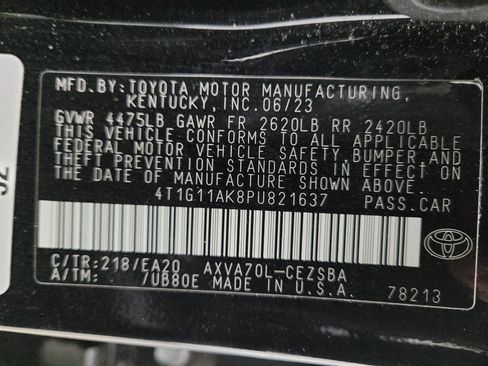 MFD.BY:TOYOTA MOTOR MANUFACTURING,
KENTUCKY,INC.06/23
GVWR 4475LB GAWR FR 2620LB RR 2420LB
THIS VEHICLE CONFORMS TO ALL APPLICABLE
FEDERAL MOTOR VEHICLE SAFETY,BUMPER,AND
THEFT PREVENTION STANDARDS IN EFFECT ON
THE DATE OF MANUFACTURE SHOWN ABOVE.
4T1G11AK8PU821637 PASS.CAR
C/TR:218/EA20 AXVA70L-CEZSBA
A/TM: /UB80E MADE IN U.S.A. 78213